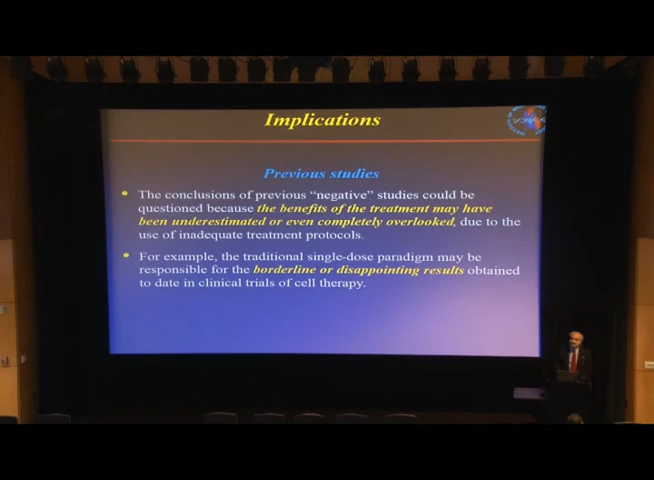 Implications
Previous studies
• The conclusions of previous “negative” studies could be
questioned because the benefits of the treatment may have
been underestimated or even completely overlooked, due to the
use of inadequate treatment protocols.
• For example, the traditional single-dose paradigm may be
responsible for the borderline or disappointing results obtained
to date in clinical trials of cell therapy.